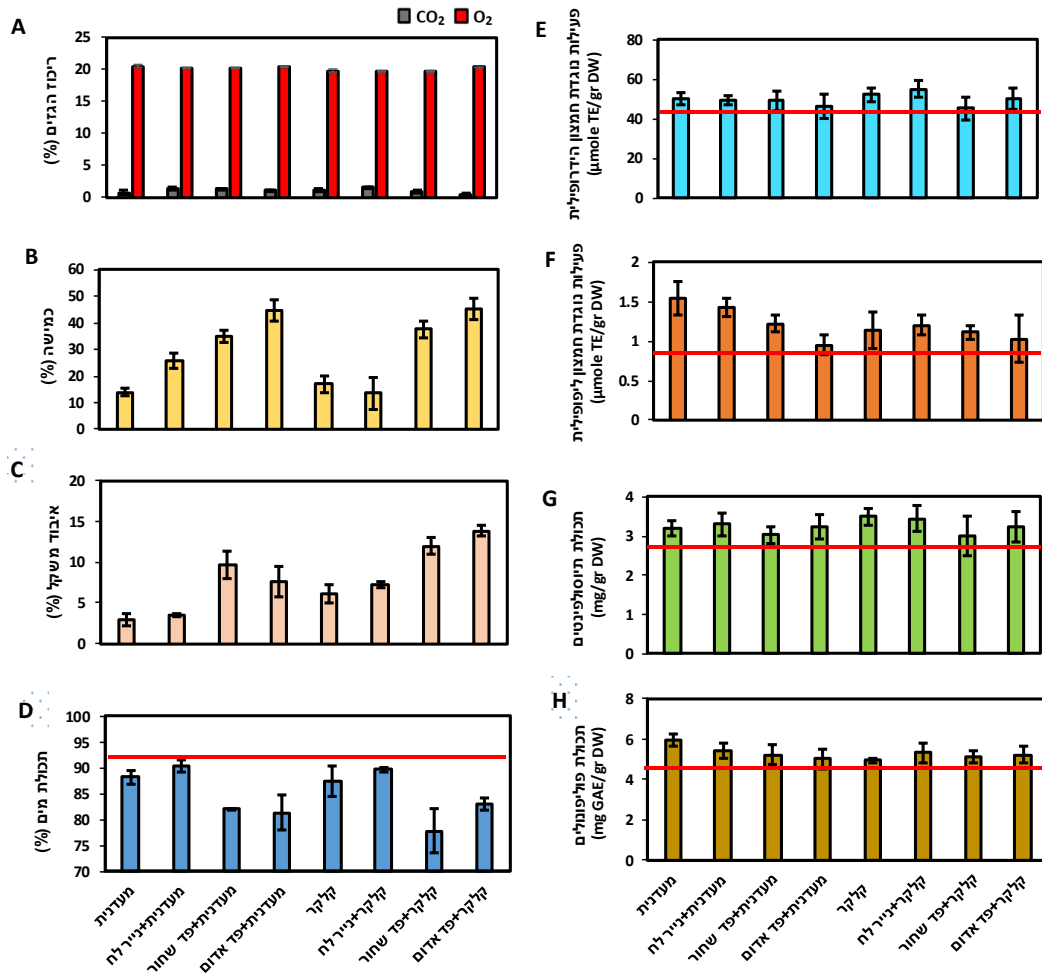 CO₂ O₂
A
ריכוז הגזים (%)
25
20
15
10
5
0
B
כמישה (%)
60
50
40
30
20
10
0
C
איבוד משקל (%)
20
15
10
5
0
D
תכולת מים (%)
100
95
90
85
80
75
70
מעדנית
מעדנית+נייר לח
מעדנית+פד שחור
מעדנית+פד אדום
קלקר
קלקר+נייר לח
קלקר+פד שחור
קלקר+פד אדום
E
פעילות נוגדת חמצון הידרופילית
(µmole TE/gr DW)
80
60
40
20
0
F
פעילות נוגדת חמצון ליפופילית
(µmole TE/gr DW)
2
1.5
1
0.5
0
G
תכולת תיוסולפינטים
(mg/gr DW)
4
3
2
1
0
H
תכולת פוליפנולים
(mg GAE/gr DW)
8
6
4
2
0
מעדנית
מעדנית+נייר לח
מעדנית+פד שחור
מעדנית+פד אדום
קלקר
קלקר+נייר לח
קלקר+פד שחור
קלקר+פד אדום